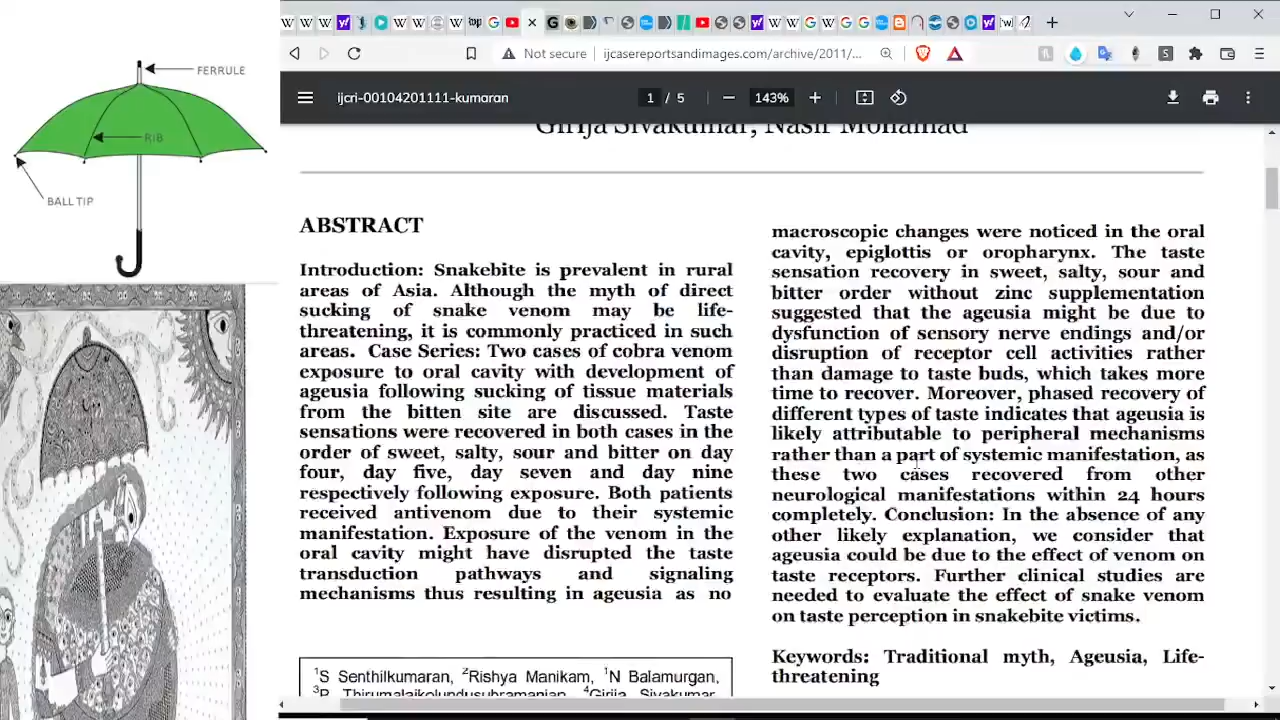 FERRULE
RIB
BALL TIP
Not secure
ijcasereportsandimages.com/archive/2011/...
ijcri-00104201111-kumaran
1 / 5
143%
Girija Sivakumar, Nasir Mohamad
ABSTRACT
Introduction: Snakebite is prevalent in rural
areas of Asia. Although the myth of direct
sucking of snake venom may be life-
threatening, it is commonly practiced in such
areas. Case Series: Two cases of cobra venom
exposure to oral cavity with development of
ageusia following sucking of tissue materials
from the bitten site are discussed. Taste
sensations were recovered in both cases in the
order of sweet, salty, sour and bitter on day
four, day five, day seven and day nine
respectively following exposure. Both patients
received antivenom due to their systemic
manifestation. Exposure of the venom in the
oral cavity might have disrupted the taste
transduction pathways and signaling
mechanisms thus resulting in ageusia as no
macroscopic changes were noticed in the oral
cavity, epiglottis or oropharynx. The taste
sensation recovery in sweet, salty, sour and
bitter order without zinc supplementation
suggested that the ageusia might be due to
dysfunction of sensory nerve endings and/or
disruption of receptor cell activities rather
than damage to taste buds, which takes more
time to recover. Moreover, phased recovery of
different types of taste indicates that ageusia is
likely attributable to peripheral mechanisms
rather than a part of systemic manifestation, as
these two cases recovered from other
neurological manifestations within 24 hours
completely. Conclusion: In the absence of any
other likely explanation, we consider that
ageusia could be due to the effect of venom on
taste receptors. Further clinical studies are
needed to evaluate the effect of snake venom
on taste perception in snakebite victims.
Keywords: Traditional myth, Ageusia, Life-
threatening
1S Senthilkumaran, 2Rishya Manikam, 1N Balamurgan,
3P Thirumalaikolundusubramanian, 4Girija Sivakumar